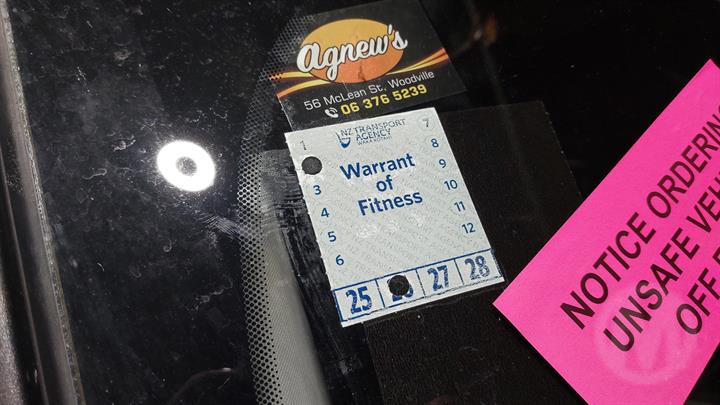 agnew's
56 McLean St. Woodville
06 376 5239
NZ TRANSPORT
AGENCY
WAKA KOTAHI
Warrant
of
Fitness
1
3
4
5
6
7
8
9
10
11
12
25 27 28
NOTICE ORDERING
UNSAFE
OFF